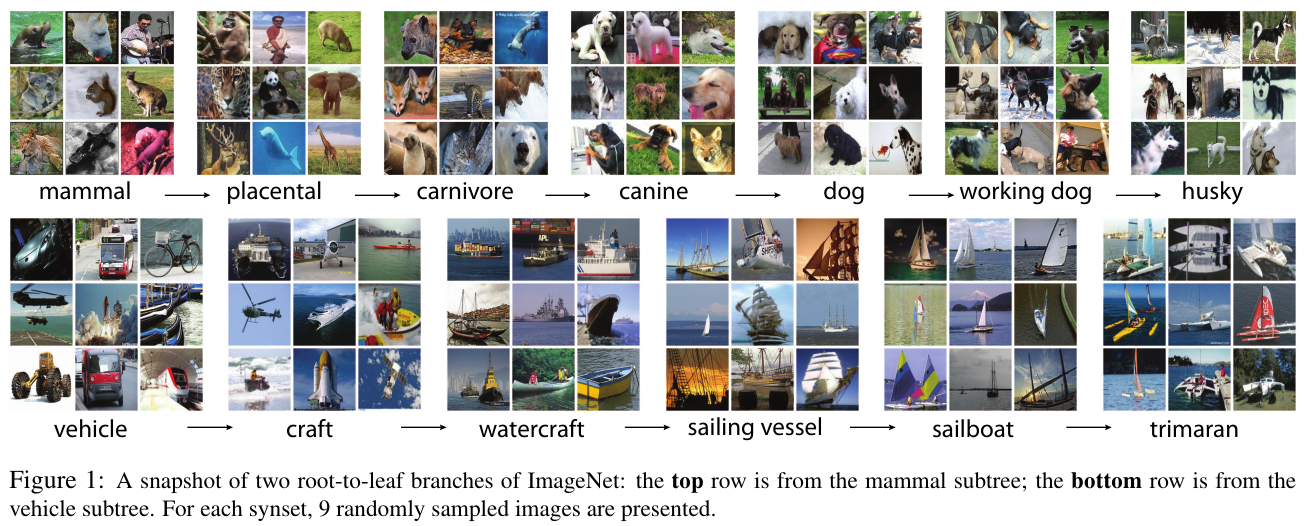 mammal placental carnivore canine dog working dog husky
APL
vehicle craft watercraft sailing vessel sailboat trimaran
Figure 1: A snapshot of two root-to-leaf branches of ImageNet: the top row is from the mammal subtree; the bottom row is from the
vehicle subtree. For each synset, 9 randomly sampled images are presented.